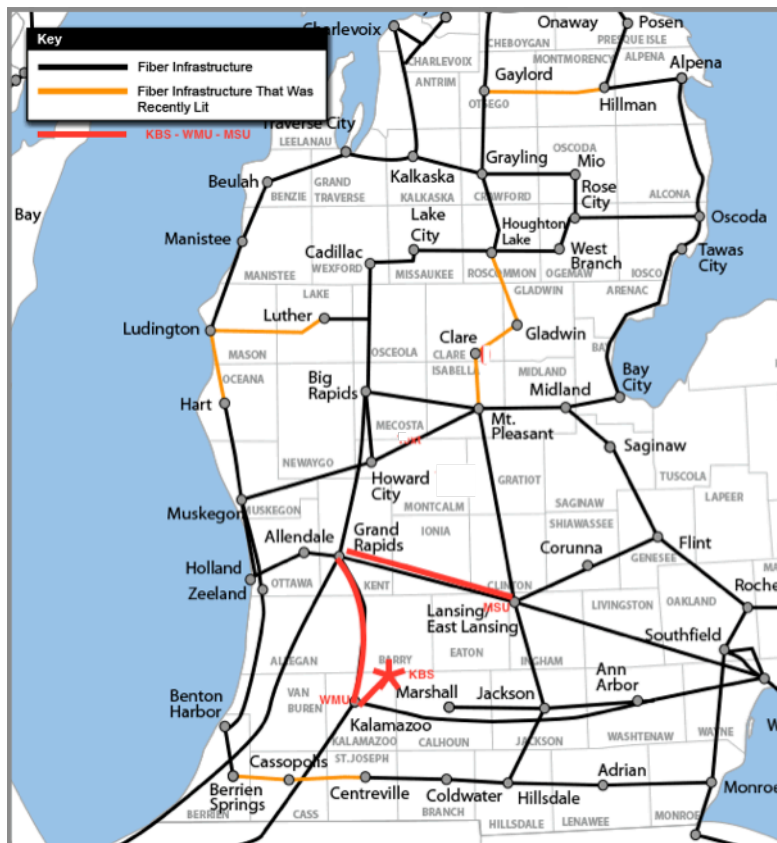 Charlevoix
Onaway
Posen
Key
CHEBOYGAN
PRESQUE ISLE
Fiber Infrastructure
CHARLEVOIX
MONTMORENCY
ALPENA
Alpena
Gaylord
ANTRIM
Fiber Infrastructure That Was
Recently Lit
OTSEGO
Hillman
KBS - WMU - MSU
Traverse City
LEELANAU
OSCODA
Grayling
Mio
Beulah
Kalkaska
GRAND
TRAVERSE
BENZIE
KALKASKA
CRAWFORD
Rose
City
ALCONA
Bay
Lake
City
Houghton
Lake
Oscoda
Manistee
Cadillac
WEXFORD
West
Branch
Tawas
City
MANISTEE
MISSAUKEE
ROSCOMMON
OGEMAW
IOSCO
LAKE
GLADWIN
ARENAC
Luther
Ludington
Gladwin
Clare
MASON
OSCEOLA
CLARE
ISABELLA
BAY
OCEANA
MIDLAND
Bay
City
Big
Rapids
Midland
Hart
Mt.
Pleasant
MECOSTA
Saginaw
NEWAYGO
Howard
City
GRATIOT
TUSCOLA
MONTCALM
SAGINAW
LAPEER
Muskegon
MUSKEGON
SHIAWASSEE
Allendale
Grand
Rapids
IONIA
Corunna
Flint
GENESEE
Holland
Zeeland
OTTAWA
KENT
CLINTON
MSU
Roche
LIVINGSTON
OAKLAND
Lansing/
East Lansing
Southfield
ALLEGAN
BARRY
EATON
INGHAM
KBS
Ann
Arbor
Benton
Harbor
VAN
BUREN
WMU
Marshall
Jackson
Kalamazoo
W
KALAMAZOO
CALHOUN
JACKSON
WASHTENAW
WAYNE
Cassopolis
ST.JOSEPH
Berrien
Springs
Centreville
Coldwater
Hillsdale
Adrian
Monroe
BERRIEN
CASS
BRANCH
HILLSDALE
LENAWEE
MONROE